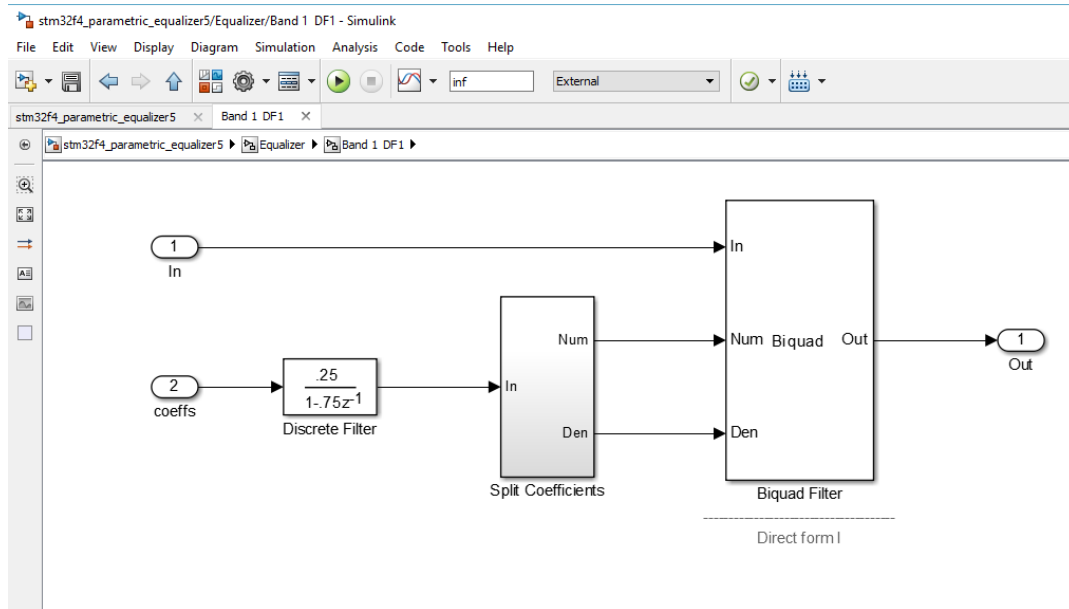 stm32f4_parametric_equalizer5/Equalizer/Band 1 DF1 - Simulink
File Edit View Display Diagram Simulation Analysis Code Tools Help
inf External
stm32f4_parametric_equalizer5 Band 1 DF1
stm32f4_parametric_equalizer5 Equalizer Band 1 DF1
1
In
In
Num
Num Biquad Out
1
Out
2
coeffs
.25
1-.75z-1
Discrete Filter
In
Den
Den
Split Coefficients
Biquad Filter
Direct form I